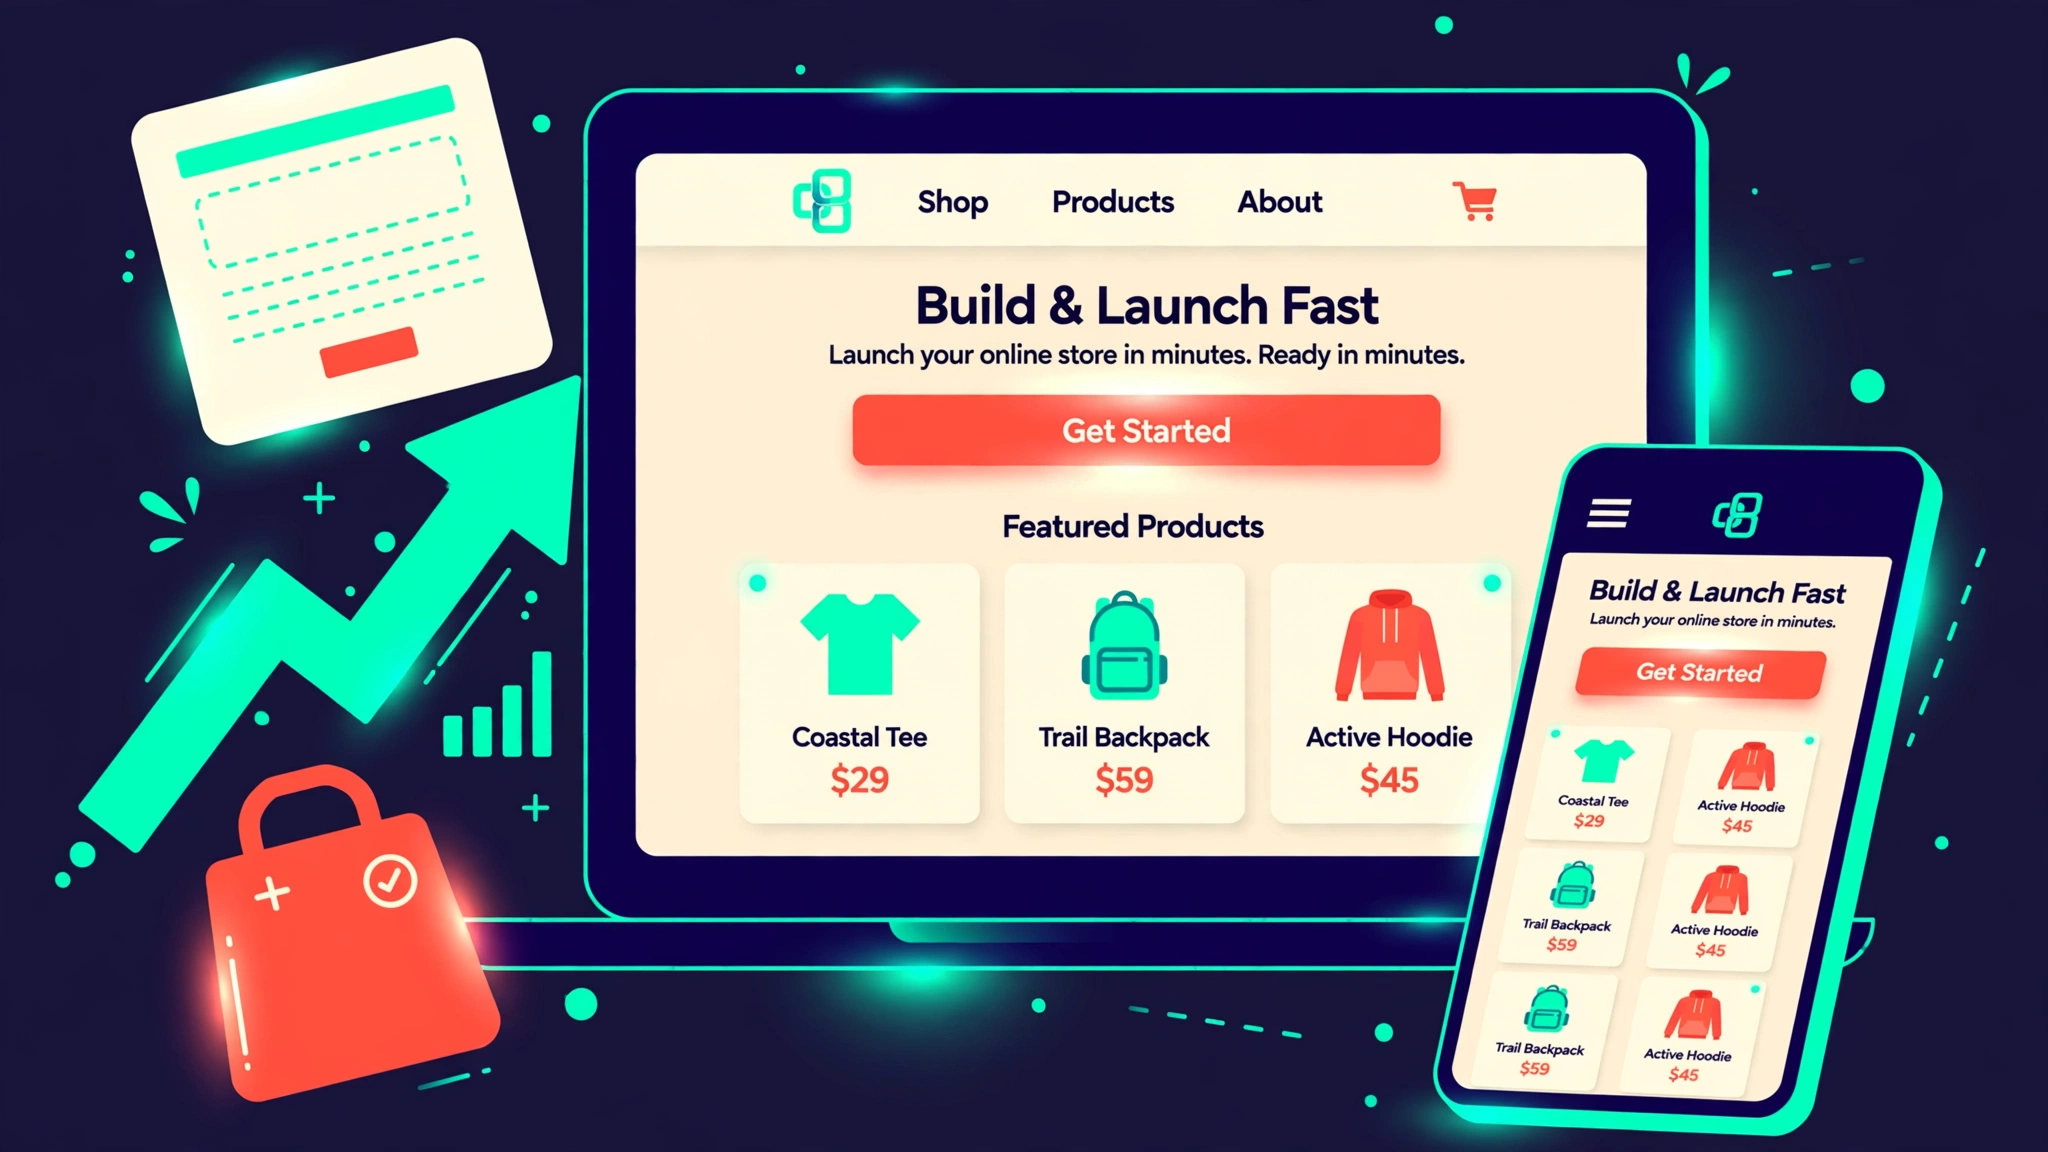 Shop Products About
Build & Launch Fast
Launch your online store in minutes. Ready in minutes.
Get Started
Featured Products
Coastal Tee
$29
Trail Backpack
$59
Active Hoodie
$45
Build & Launch Fast
Launch your online store in minutes.
Get Started
Coastal Tee
$29
Active Hoodie
$45
Trail Backpack
$59
Active Hoodie
$45
Trail Backpack
$59
Active Hoodie
$45